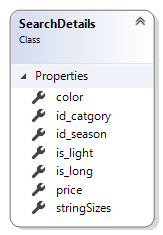 SearchDetails
Class
Properties
color
id_catgory
id_season
is_light
is_long
price
stringSizes